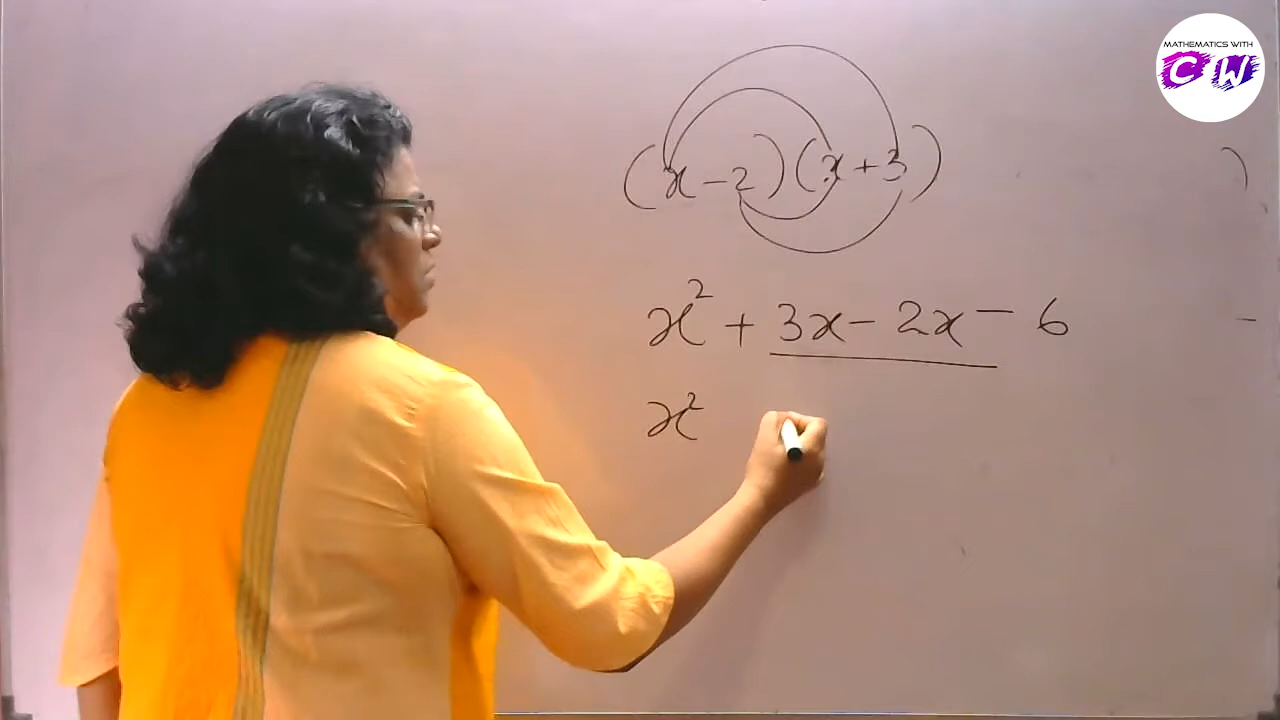 MATHEMATICS WITH
CW
(x-2)(x+3)
x² + 3x - 2x - 6
x²